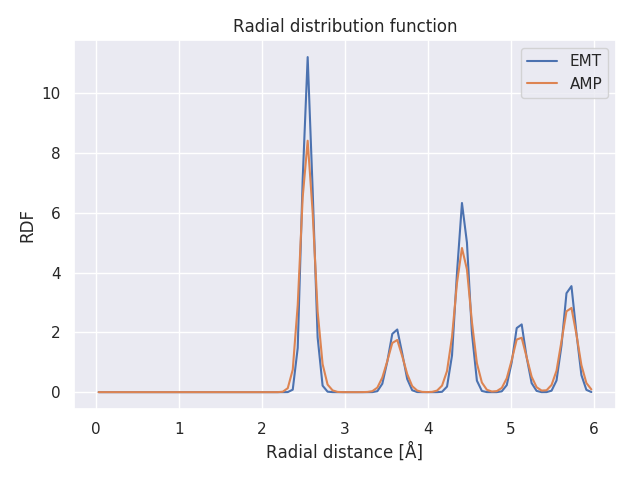 Radial distribution function
EMT
AMP
RDF
10
8
6
4
2
0
0 1 2 3 4 5 6
Radial distance [Å]